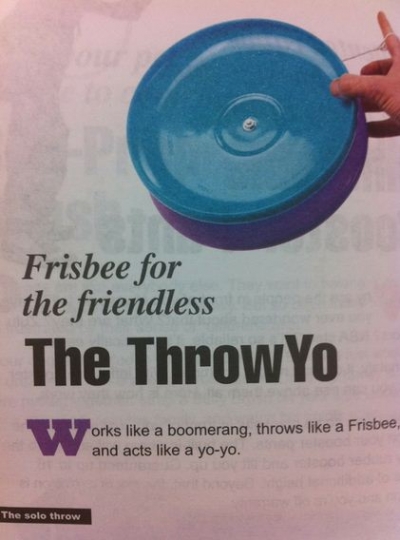 Frisbee for
the friendless
The ThrowYo
Works like a boomerang, throws like a Frisbee,
and acts like a yo-yo.
The solo throw